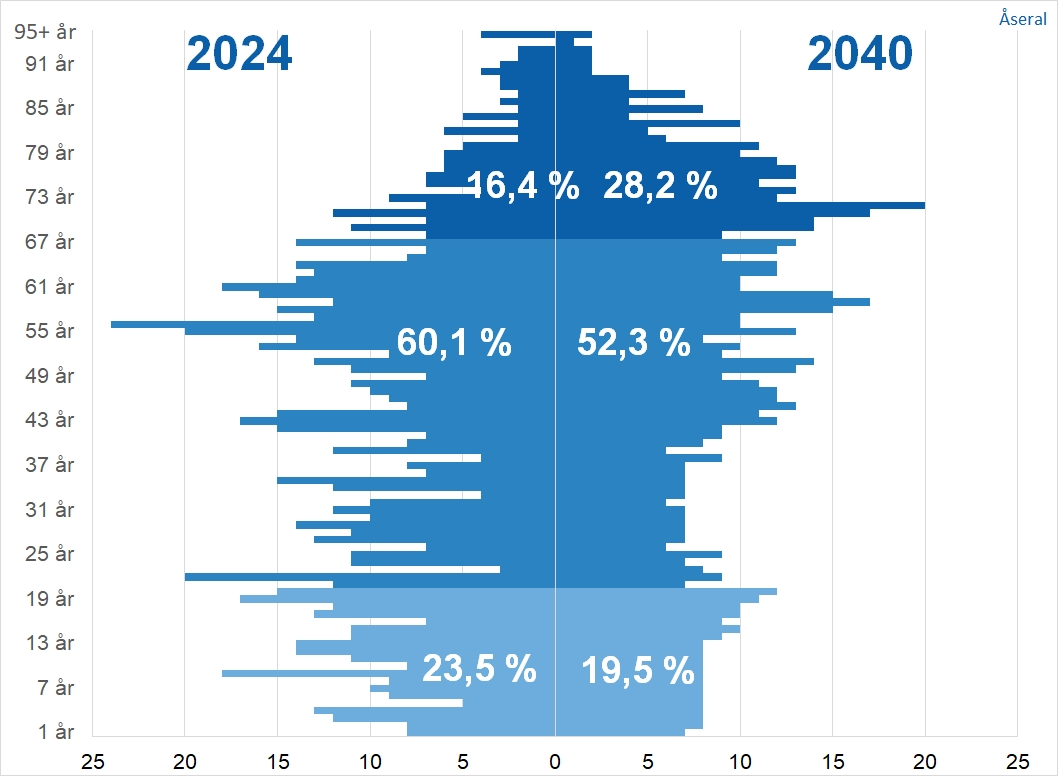 Åseral
2024 2040
95+ år
91 år
85 år
79 år
73 år
67 år
61 år
55 år
49 år
43 år
37 år
31 år
25 år
19 år
13 år
7 år
1 år
16,4 % 28,2 %
60,1 % 52,3 %
23,5 % 19,5 %
25 20 15 10 5 0 5 10 15 20 25